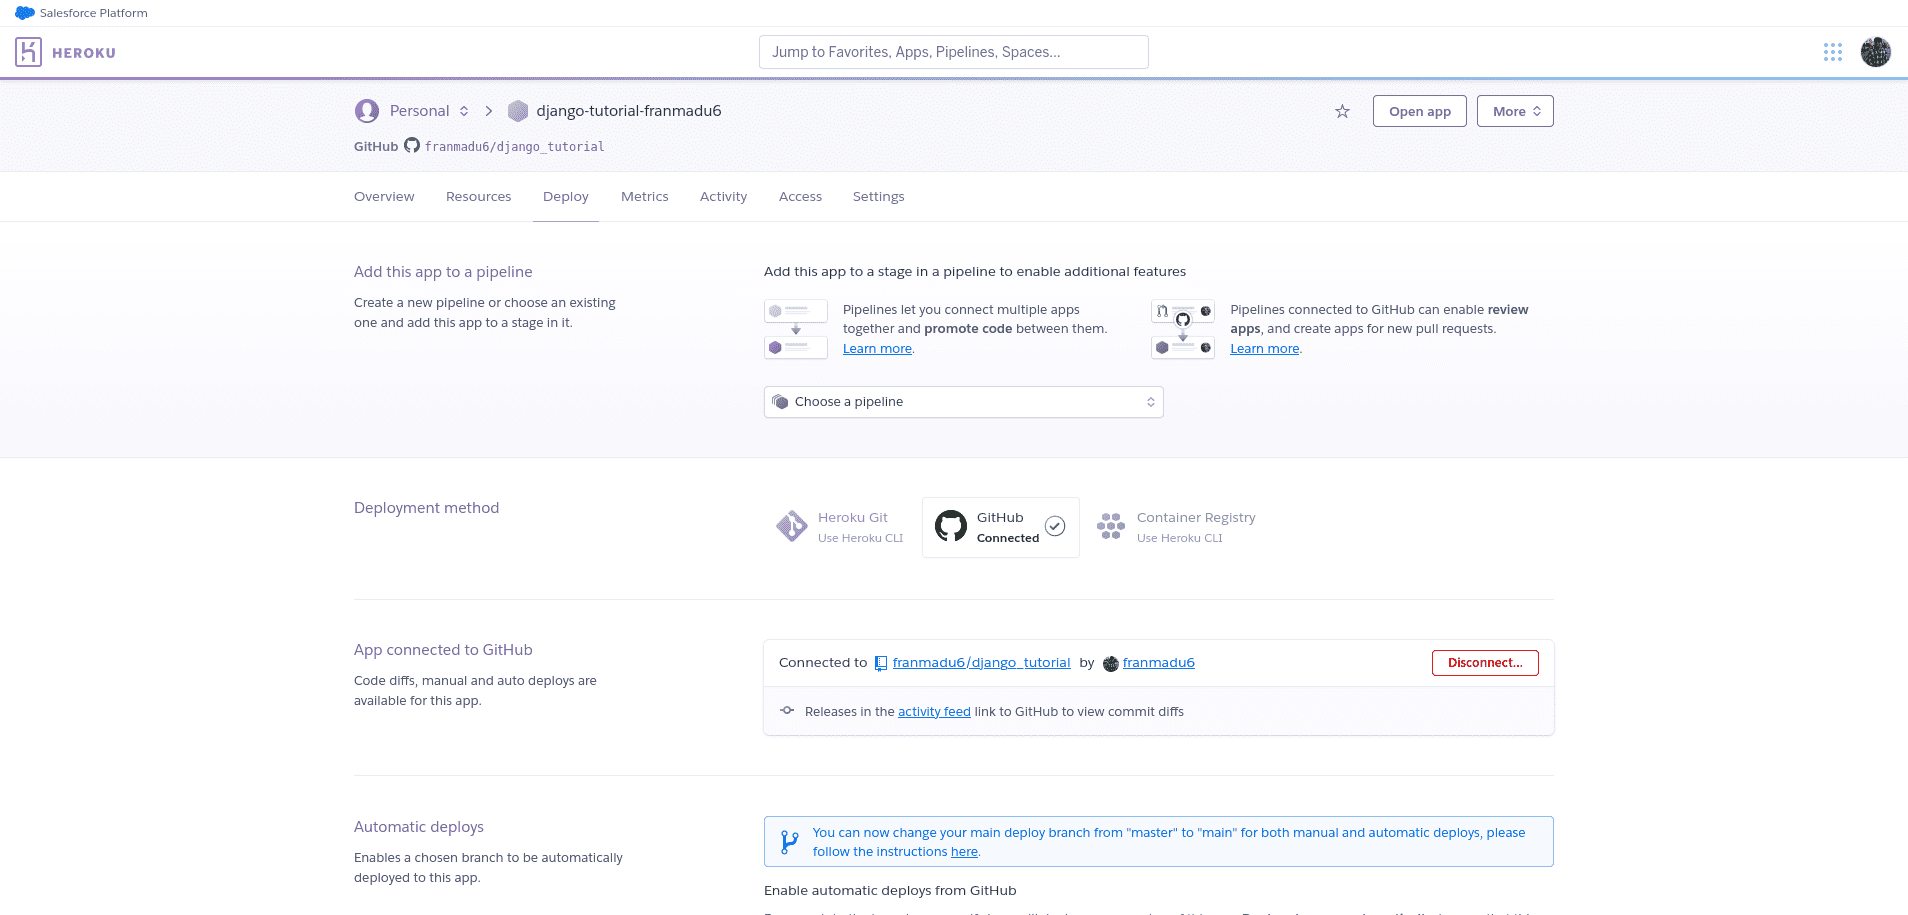 Salesforce Platform
HEROKU
Jump to Favorites, Apps, Pipelines, Spaces...
Personal
django-tutorial-franmadu6
Open app
More
GitHub franmadu6/django_tutorial
Overview
Resources
Deploy
Metrics
Activity
Access
Settings
Add this app to a pipeline
Create a new pipeline or choose an existing
one and add this app to a stage in it.
Add this app to a stage in a pipeline to enable additional features
Pipelines let you connect multiple apps
together and promote code between them.
Learn more.
Pipelines connected to GitHub can enable review
apps, and create apps for new pull requests.
Learn more.
Choose a pipeline
Deployment method
Heroku Git
Use Heroku CLI
GitHub
Connected
Container Registry
Use Heroku CLI
App connected to GitHub
Code diffs, manual and auto deploys are
available for this app.
Connected to franmadu6/django_tutorial by franmadu6
Disconnect...
Releases in the activity feed link to GitHub to view commit diffs
Automatic deploys
Enables a chosen branch to be automatically
deployed to this app.
You can now change your main deploy branch from "master" to "main" for both manual and automatic deploys, please
follow the instructions here.
Enable automatic deploys from GitHub